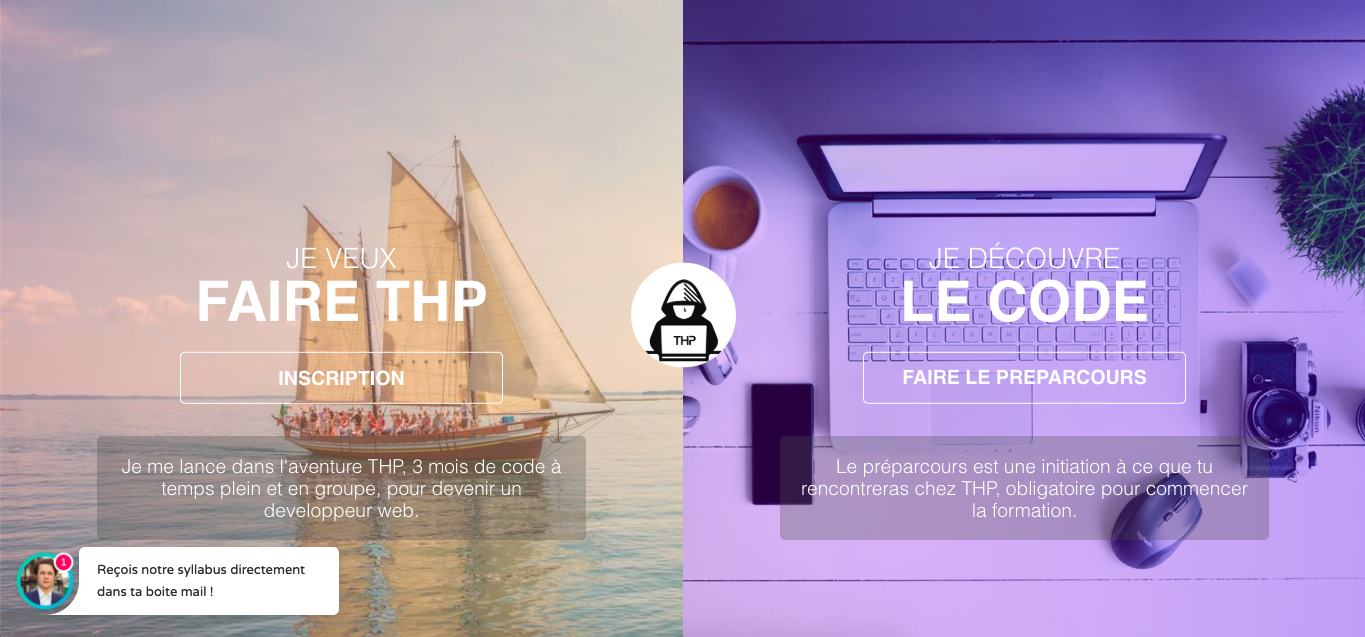 JE VEUX
FAIRE THP
INSCRIPTION
Je me lance dans l'aventure THP, 3 mois de code à
temps plein et en groupe, pour devenir un
developpeur web.
1
Reçois notre syllabus directement
dans ta boite mail !
THP
JE DÉCOUVRE
LE CODE
FAIRE LE PREPARCOURS
Le préparcours est une initiation à ce que tu
rencontreras chez THP, obligatoire pour commencer
la formation.
ASUS
Nikon
logitech